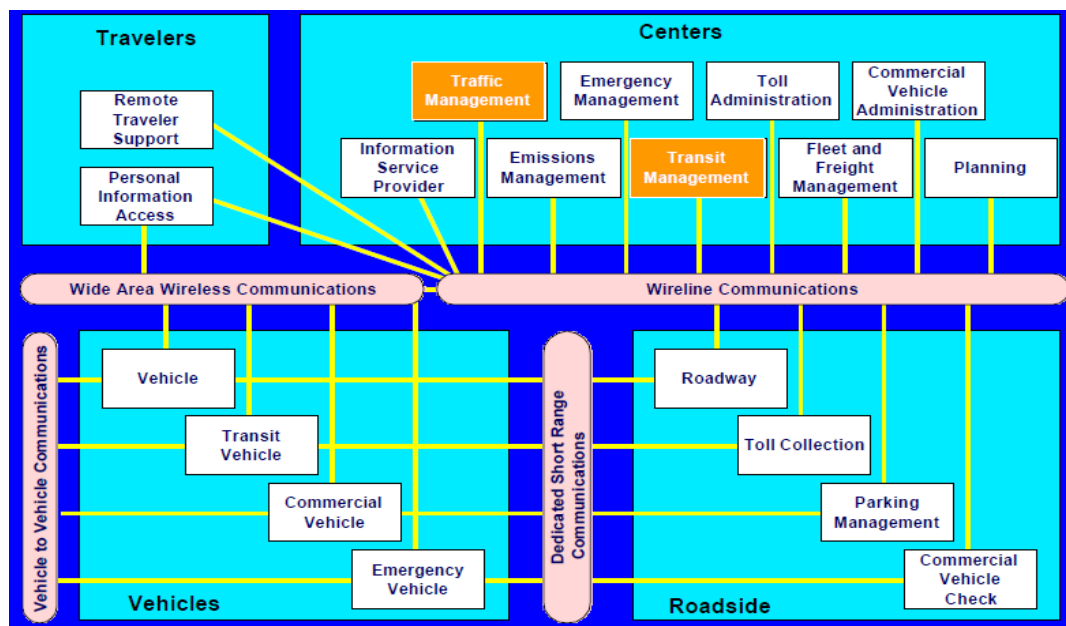 Travelers
Centers
Traffic
Management
Emergency
Management
Toll
Administration
Commercial
Vehicle
Administration
Remote
Traveler
Support
Information
Service
Provider
Emissions
Management
Transit
Management
Fleet and
Freight
Management
Planning
Personal
Information
Access
Wide Area Wireless Communications
Wireline Communications
Vehicle to Vehicle Communications
Vehicle
Dedicated Short Range
Communications
Roadway
Transit
Vehicle
Toll Collection
Commercial
Vehicle
Parking
Management
Emergency
Vehicle
Commercial
Vehicle
Check
Vehicles
Roadside